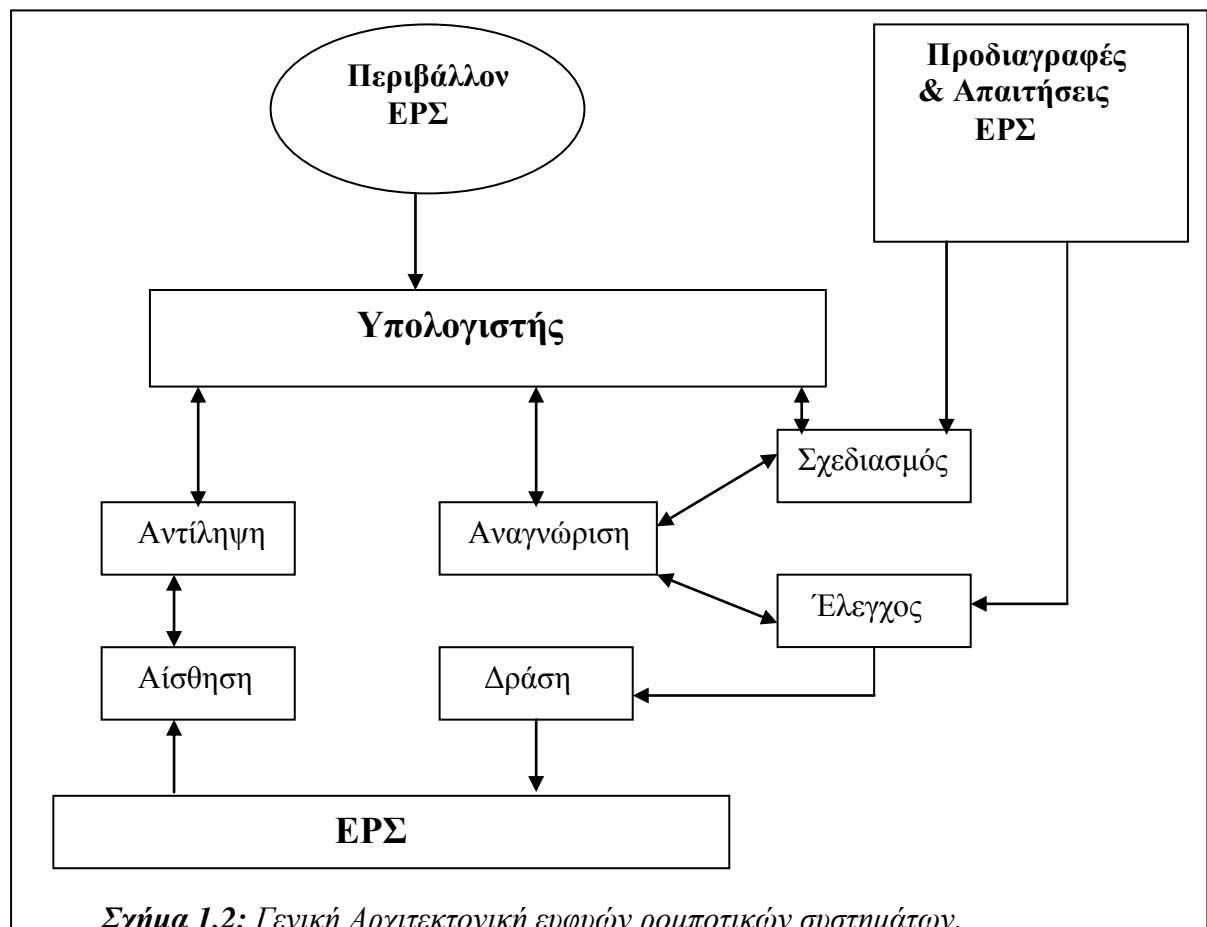 Περιβάλλον
ΕΡΣ
Προδιαγραφές
& Απαιτήσεις
ΕΡΣ
Υπολογιστής
Σχεδιασμός
Αντίληψη
Αναγνώριση
Έλεγχος
Αίσθηση
Δράση
ΕΡΣ
Σχήμα 1.2: Γενική Αρχιτεκτονική ευφυών ρομποτικών συστημάτων.